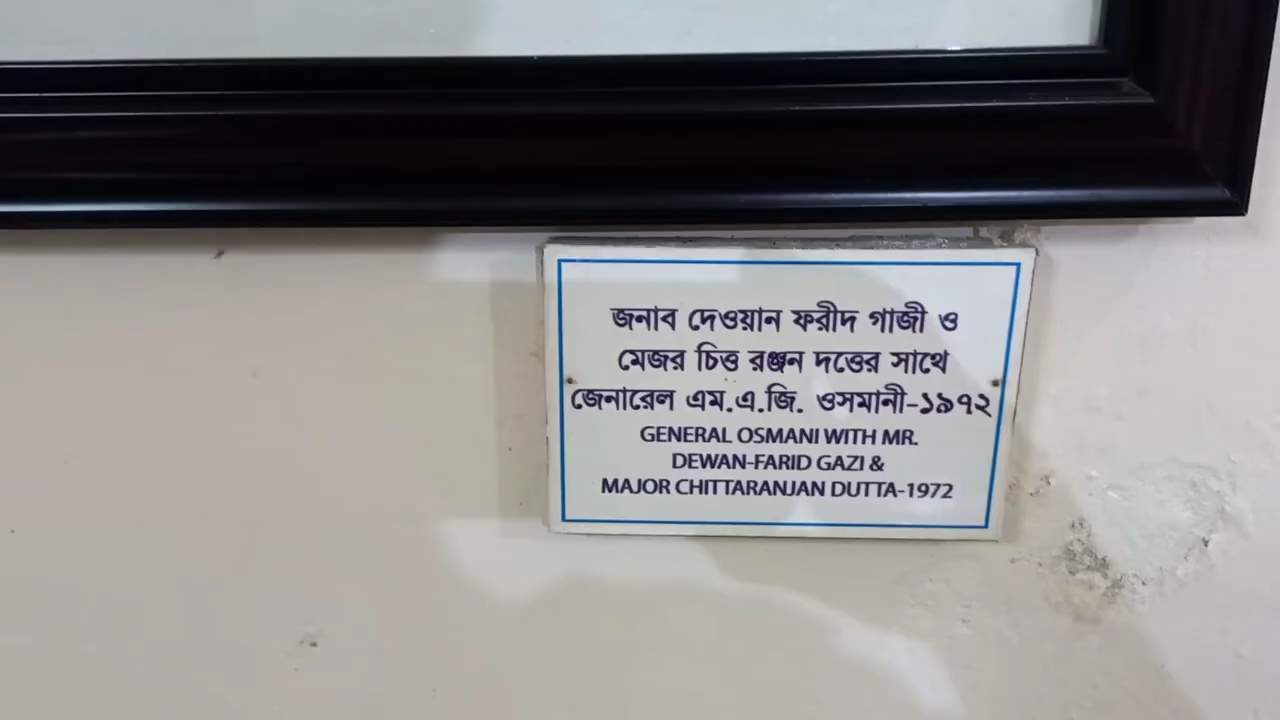 জনাব দেওয়ান ফরীদ গাজী ও
মেজর চিত্ত রঞ্জন দত্তের সাথে
জেনারেল এম.এ.জি. ওসমানী-১৯৭২
GENERAL OSMANI WITH MR.
DEWAN-FARID GAZI &
MAJOR CHITTARANJAN DUTTA-1972